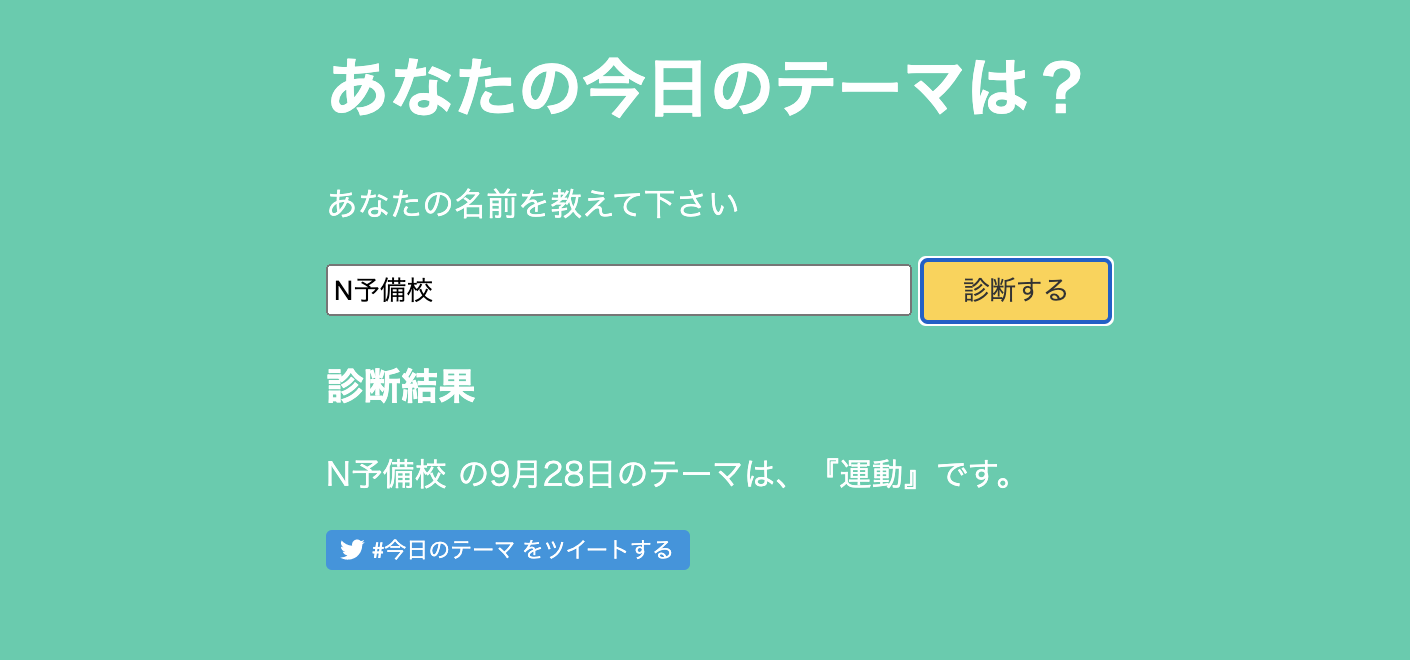 あなたの今日のテーマは？
あなたの名前を教えて下さい
N予備校 診断する
診断結果
N予備校 の9月28日のテーマは、『運動』です。
#今日のテーマ をツイートする